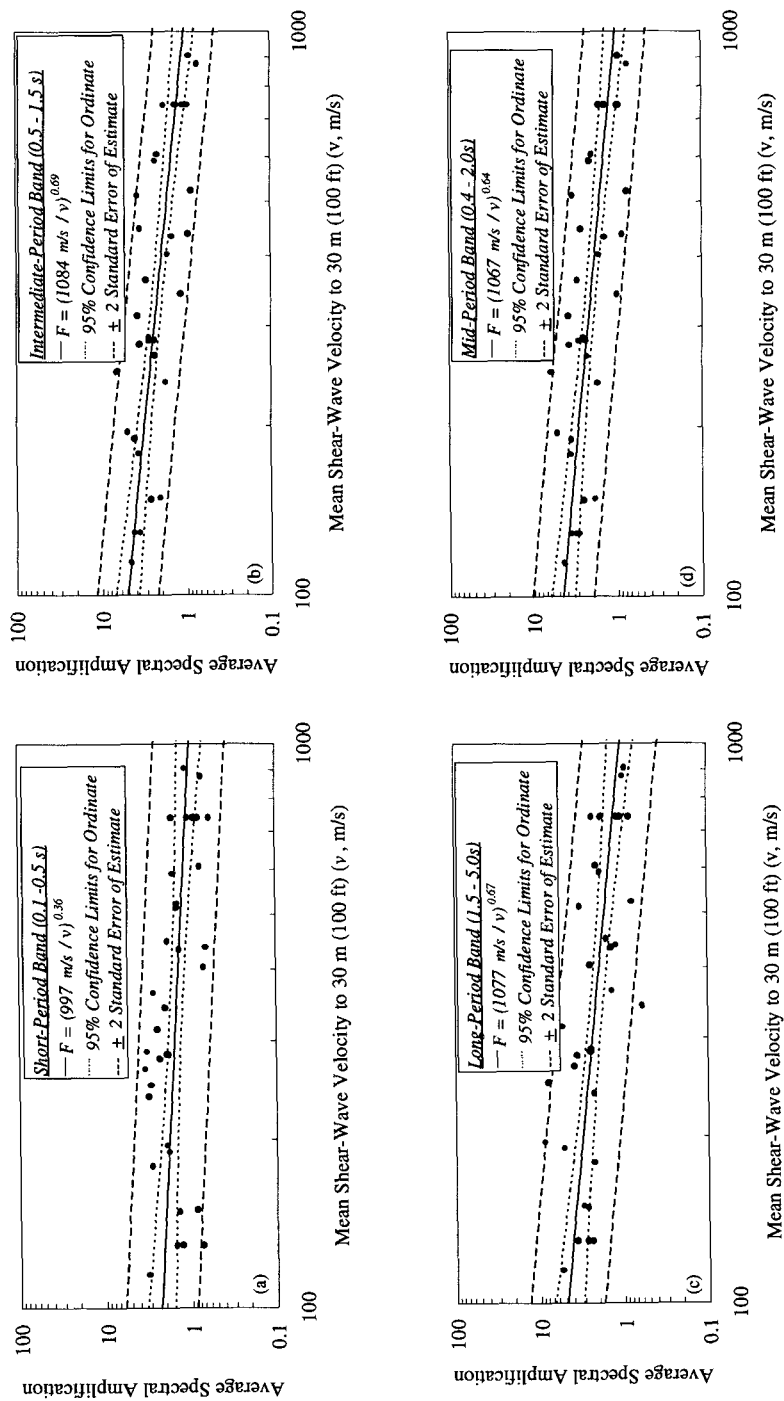 Average Spectral Amplification
100
10
1
0.1
Short-Period Band (0.1 -0.5 s)
F = (997 m/s / v)^0.36
95% Confidence Limits for Ordinate
± 2 Standard Error of Estimate
(a)
100
1000
Mean Shear-Wave Velocity to 30 m (100 ft) (v, m/s)
Average Spectral Amplification
100
10
1
0.1
Intermediate-Period Band (0.5 - 1.5 s)
F = (1084 m/s / v)^0.69
95% Confidence Limits for Ordinate
± 2 Standard Error of Estimate
(b)
100
1000
Mean Shear-Wave Velocity to 30 m (100 ft) (v, m/s)
Average Spectral Amplification
100
10
1
0.1
Long-Period Band (1.5 - 5.0s)
F = (1077 m/s / v)^0.67
95% Confidence Limits for Ordinate
± 2 Standard Error of Estimate
(c)
100
1000
Mean Shear-Wave Velocity to 30 m (100 ft) (v, m/s)
Average Spectral Amplification
100
10
1
0.1
Mid-Period Band (0.4 - 2.0s)
F = (1067 m/s / v)^0.64
95% Confidence Limits for Ordinate
± 2 Standard Error of Estimate
(d)
100
1000
Mean Shear-Wave Velocity to 30 m (100 ft) (v, m/s)